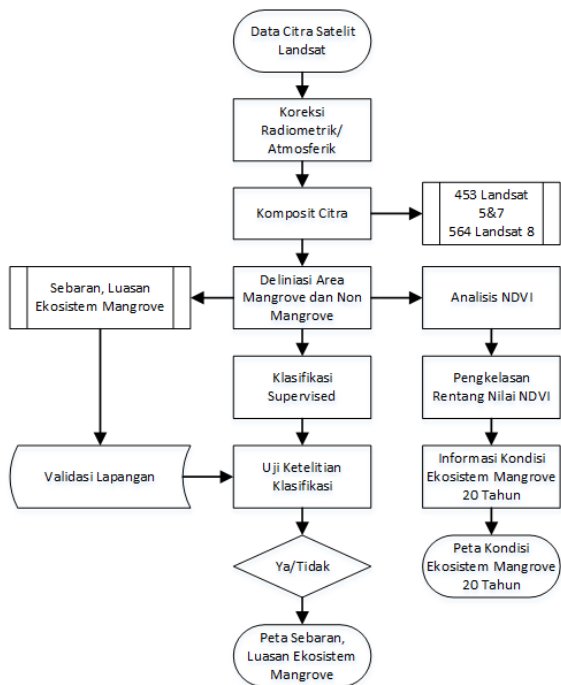 Data Citra Satelit
Landsat
Koreksi
Radiometrik/
Atmosferik
Komposit Citra
453 Landsat
5&7
564 Landsat 8
Sebaran, Luasan
Ekosistem Mangrove
Deliniasi Area
Mangrove dan Non
Mangrove
Analisis NDVI
Klasifikasi
Supervised
Pengkelasan
Rentang Nilai NDVI
Validasi Lapangan
Uji Ketelitian
Klasifikasi
Informasi Kondisi
Ekosistem Mangrove
20 Tahun
Ya/Tidak
Peta Kondisi
Ekosistem Mangrove
20 Tahun
Peta Sebaran,
Luasan Ekosistem
Mangrove